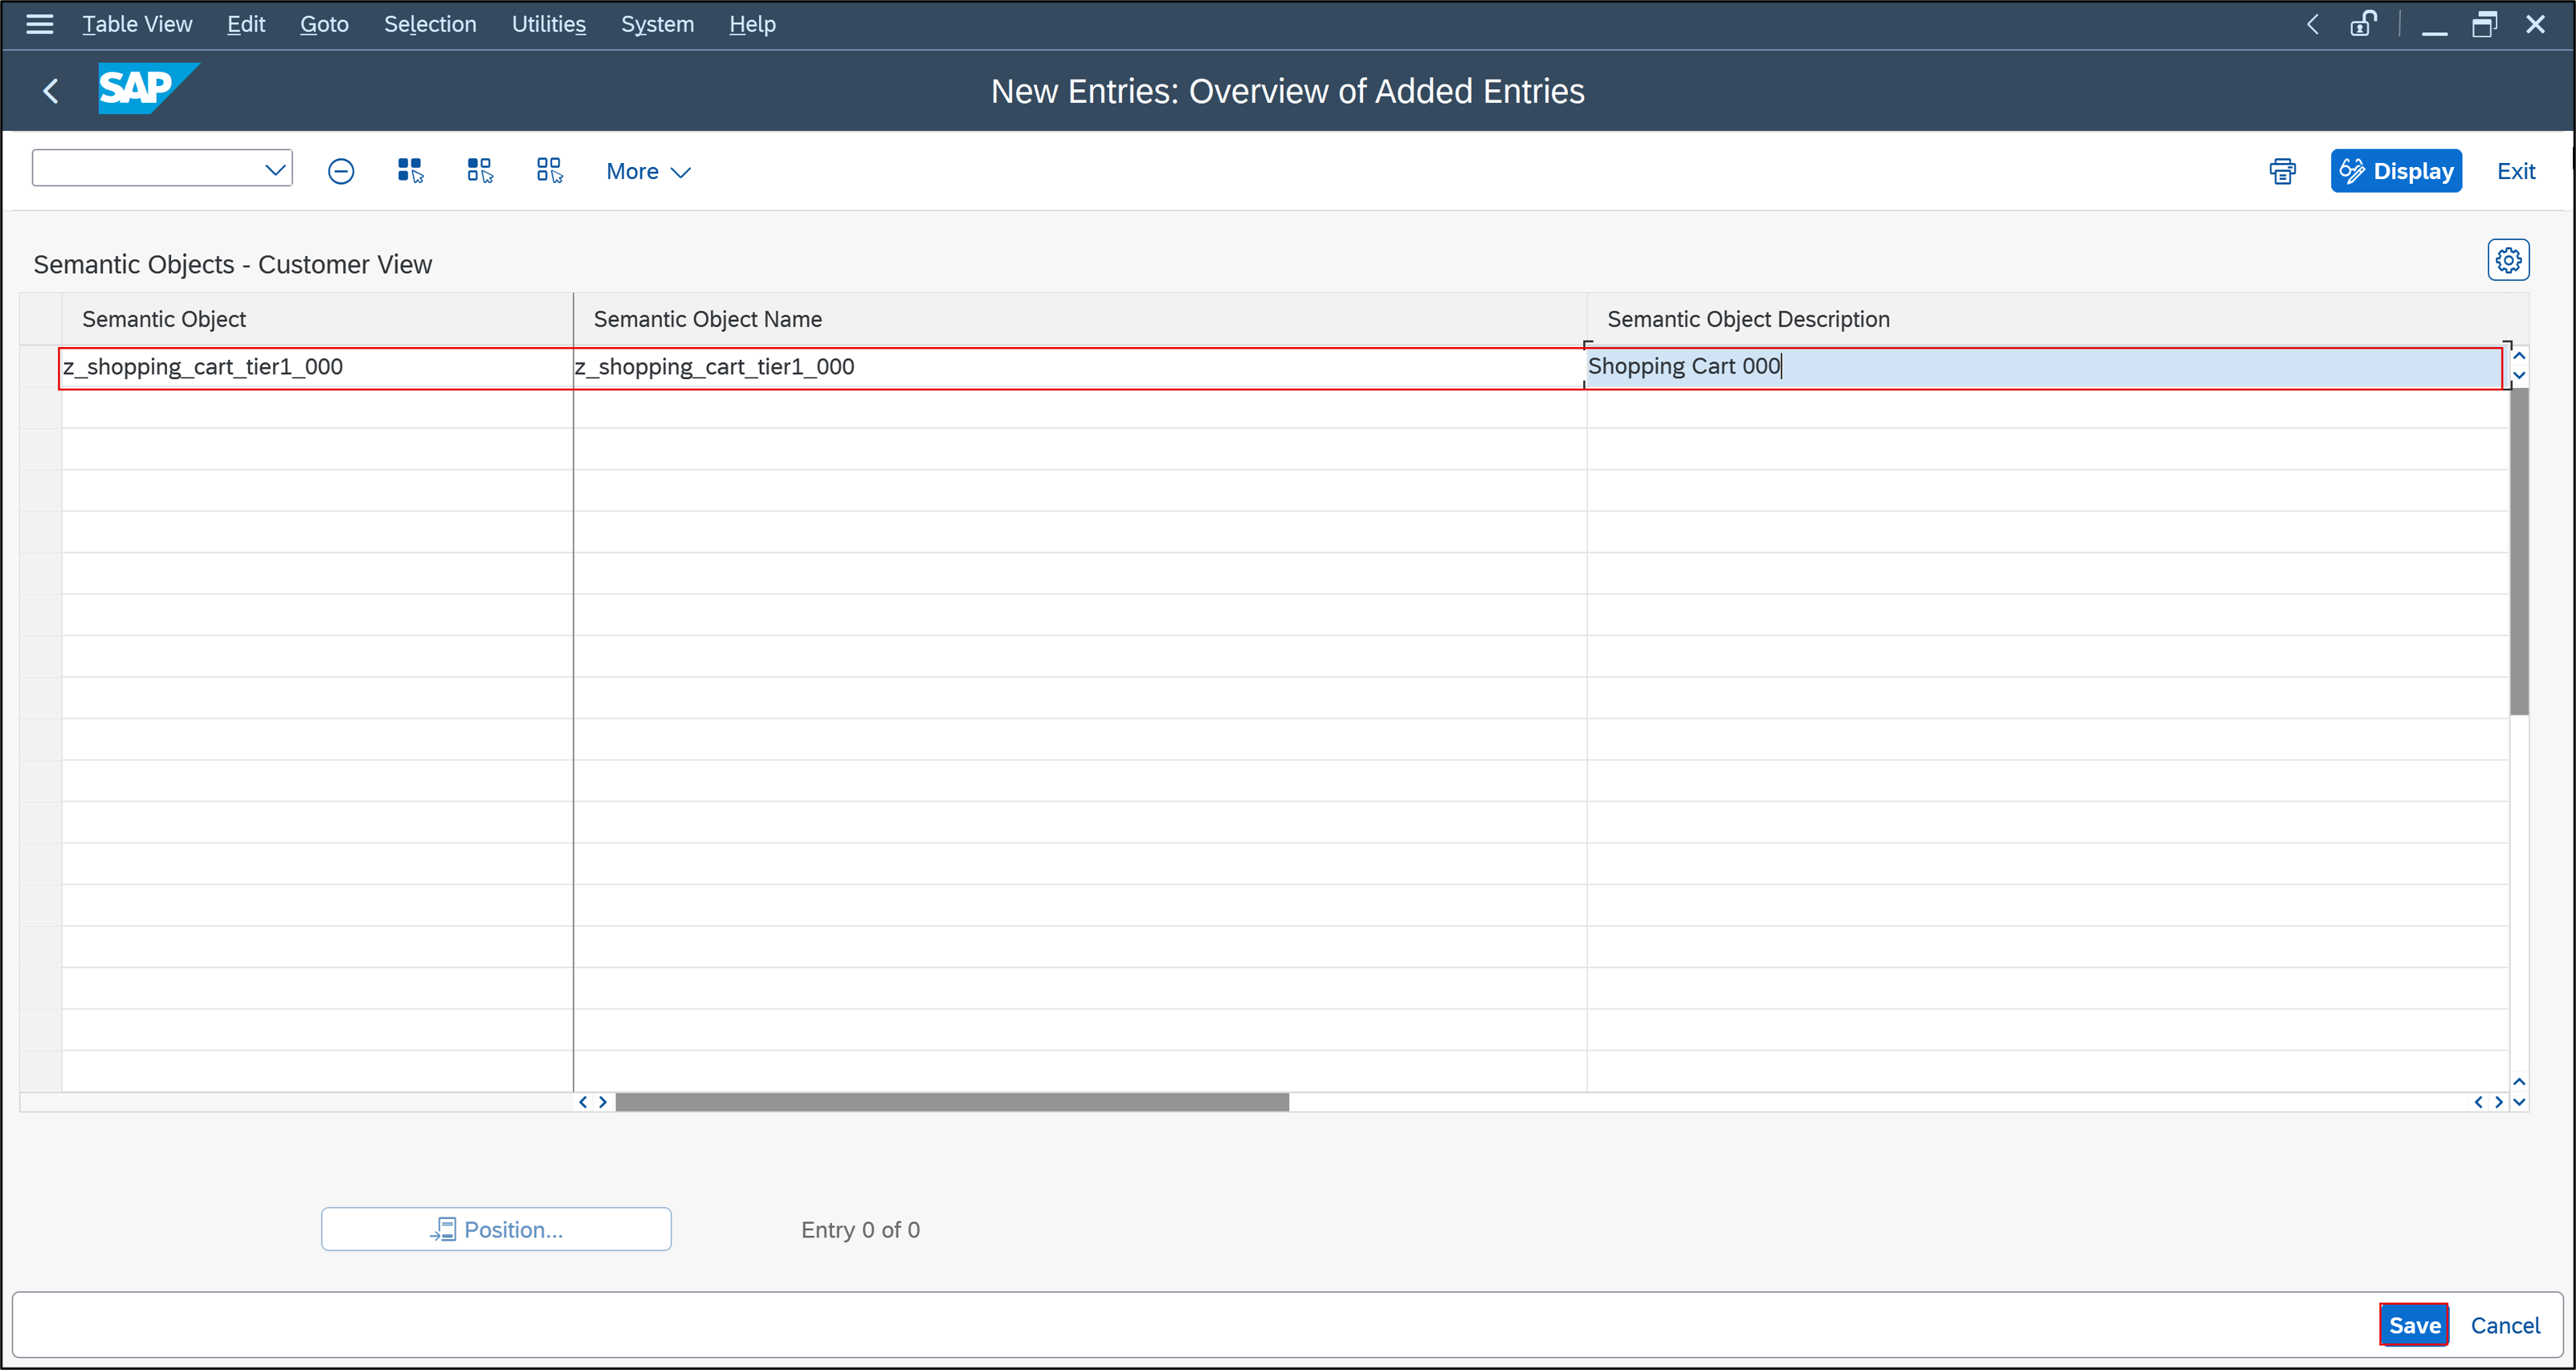 Table View Edit Goto Selection Utilities System Help
SAP New Entries: Overview of Added Entries
More Display Exit
Semantic Objects - Customer View
Semantic Object Semantic Object Name Semantic Object Description
z_shopping_cart_tier1_000 z_shopping_cart_tier1_000 Shopping Cart 000
Position... Entry 0 of 0
Save Cancel